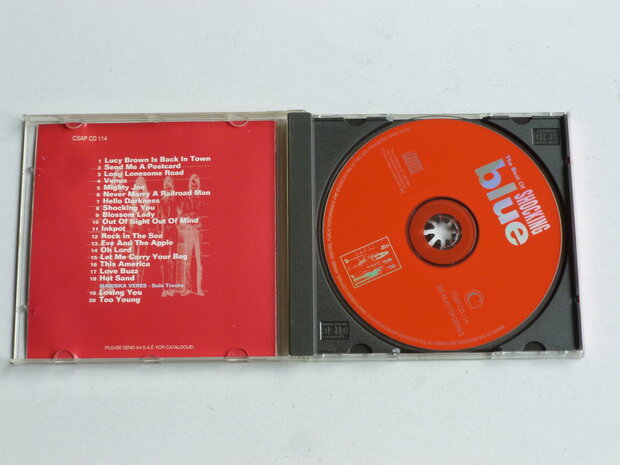 CSAP CD 114
1 Lucy Brown Is Back In Town
2 Send Me A Postcard
3 Long Lonesome Road
4 Venus
5 Mighty Joe
6 Never Marry A Railroad Man
7 Hello Darkness
8 Shocking You
9 Blossom Lady
10 Out Of Sight Out Of Mind
11 Inkpot
12 Rock In The Sea
13 Eve And The Apple
14 Oh Lord
15 Let Me Carry Your Bag
16 This America
17 Love Buzz
18 Hot Sand
MARISKA VERES - Solo Tracks
19 Loving You
20 Too Young
(PLEASE SEND A4 S.A.E. FOR CATALOGUE)
The Best Of
SHOCKING
blue
CSAP CD 114